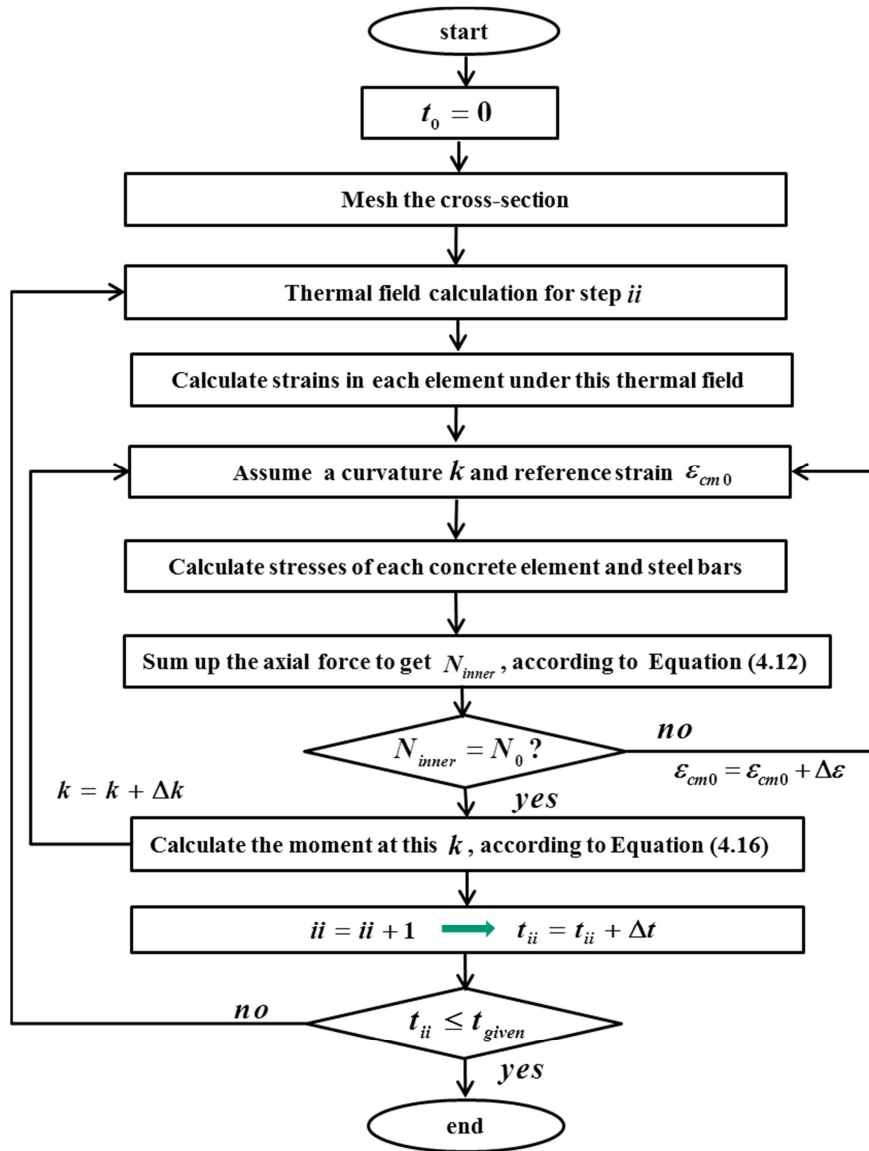 start
t₀ = 0
Mesh the cross-section
Thermal field calculation for step ii
Calculate strains in each element under this thermal field
Assume a curvature k and reference strain ε_cm0
Calculate stresses of each concrete element and steel bars
Sum up the axial force to get N_inner, according to Equation (4.12)
N_inner = N₀ ?
no
ε_cm0 = ε_cm0 + Δε
yes
k = k + Δk
Calculate the moment at this k, according to Equation (4.16)
ii = ii + 1 → t_ii = t_ii + Δt
t_ii ≤ t_given
no
yes
end